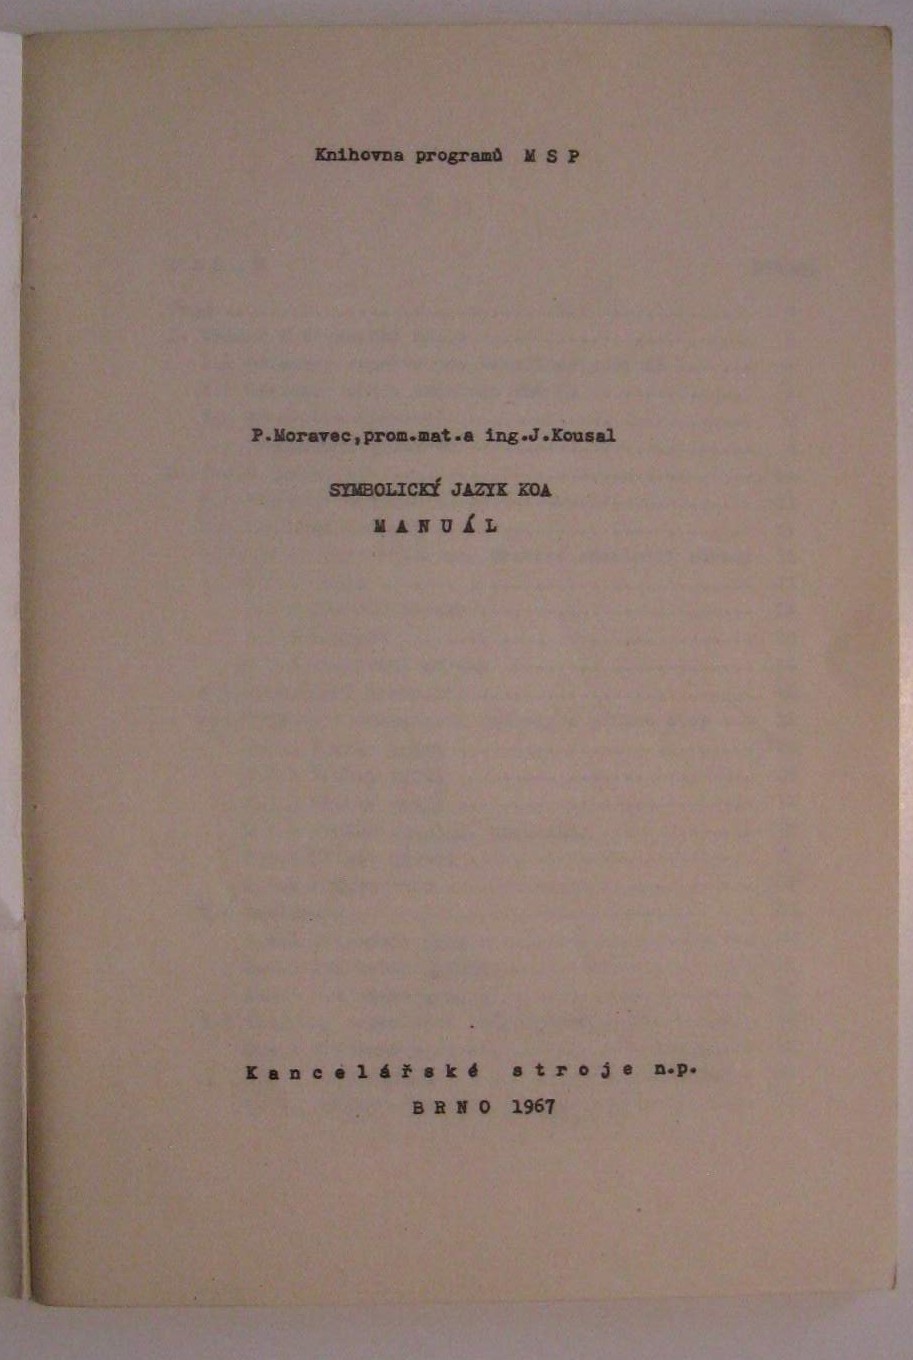 Knihovna programů M S P
P.Moravec,prom.mat.a ing.J.Kousal
SYMBOLICKÝ JAZYK KOA
M A N U Á L
K a n c e l á ř s k é s t r o j e n.p.
B R N O 1967